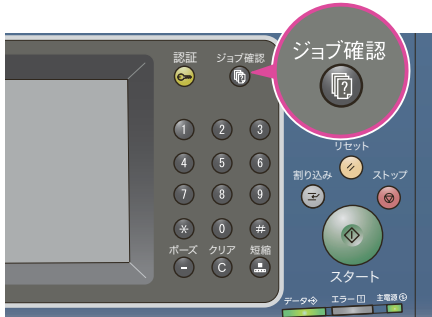 認証
ジョブ確認
ジョブ確認
?
?
1 2 3
4 5 6
7 8 9
* 0 #
ポーズ クリア 短縮
- C
リセット
割り込み
ストップ
スタート
データ
エラー !
主電源